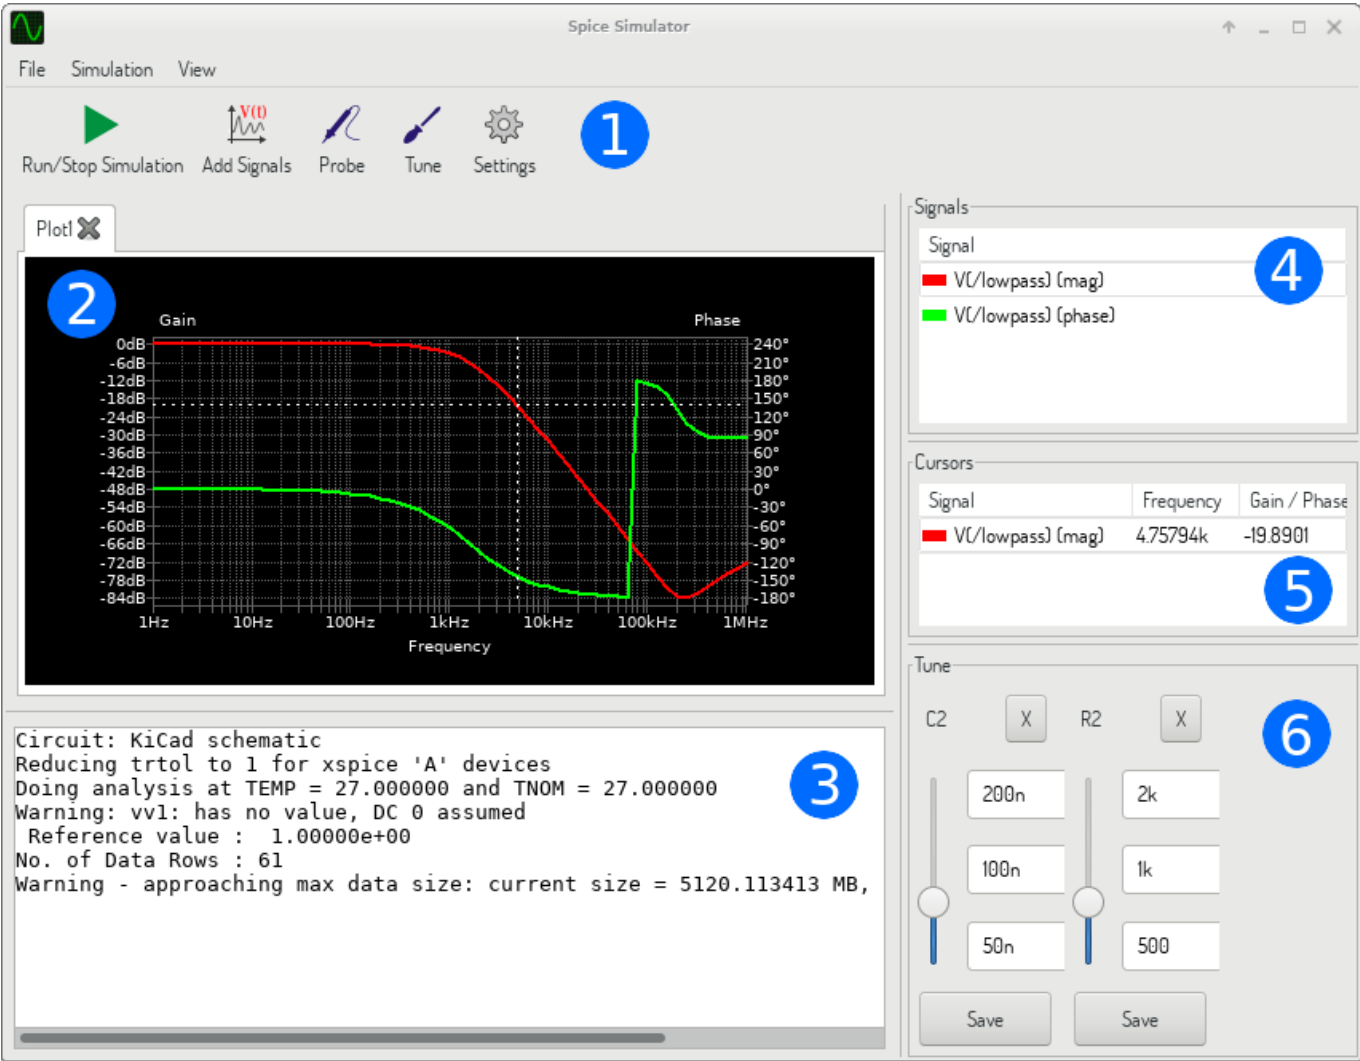 Spice Simulator
File Simulation View
V(t)
Run/Stop Simulation Add Signals Probe Tune Settings
1
Plot1
2
Gain Phase
0dB 240°
-6dB 210°
-12dB 180°
-18dB 150°
-24dB 120°
-30dB 90°
-36dB 60°
-42dB 30°
-48dB 0°
-54dB -30°
-60dB -60°
-66dB -90°
-72dB -120°
-78dB -150°
-84dB -180°
1Hz 10Hz 100Hz 1kHz 10kHz 100kHz 1MHz
Frequency
Circuit: KiCad schematic
Reducing trtol to 1 for xspice 'A' devices
Doing analysis at TEMP = 27.000000 and TNOM = 27.000000
Warning: vv1: has no value, DC 0 assumed
Reference value : 1.00000e+00
No. of Data Rows : 61
Warning - approaching max data size: current size = 5120.113413 MB,
3
Signals
Signal
V(/lowpass) (mag)
V(/lowpass) (phase)
4
Cursors
Signal Frequency Gain / Phase
V(/lowpass) (mag) 4.75794k -19.8901
5
Tune
C2 X R2 X
6
200n 2k
100n 1k
50n 500
Save Save